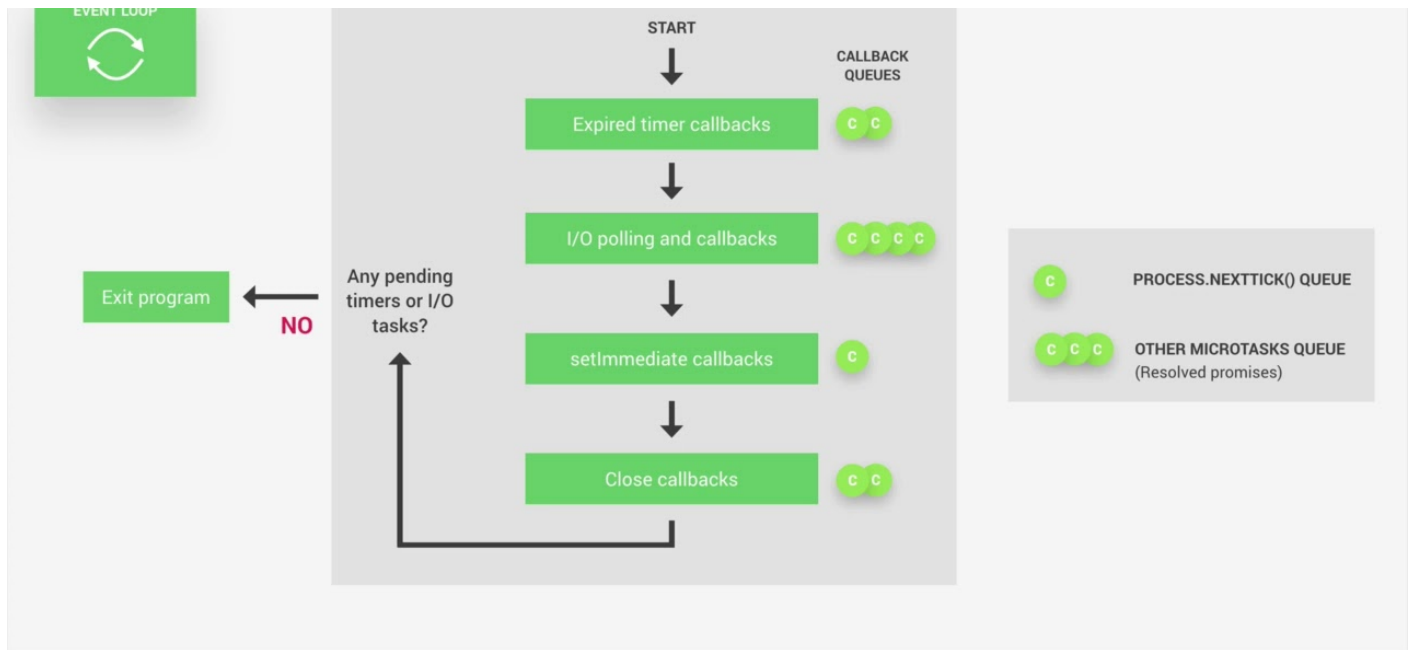 EVENT LOOP
START
CALLBACK
QUEUES
Expired timer callbacks
C C
I/O polling and callbacks
C C C C
Any pending
timers or I/O
tasks?
Exit program
NO
setImmediate callbacks
C
Close callbacks
C C
C
PROCESS.NEXTTICK() QUEUE
C C C
OTHER MICROTASKS QUEUE
(Resolved promises)